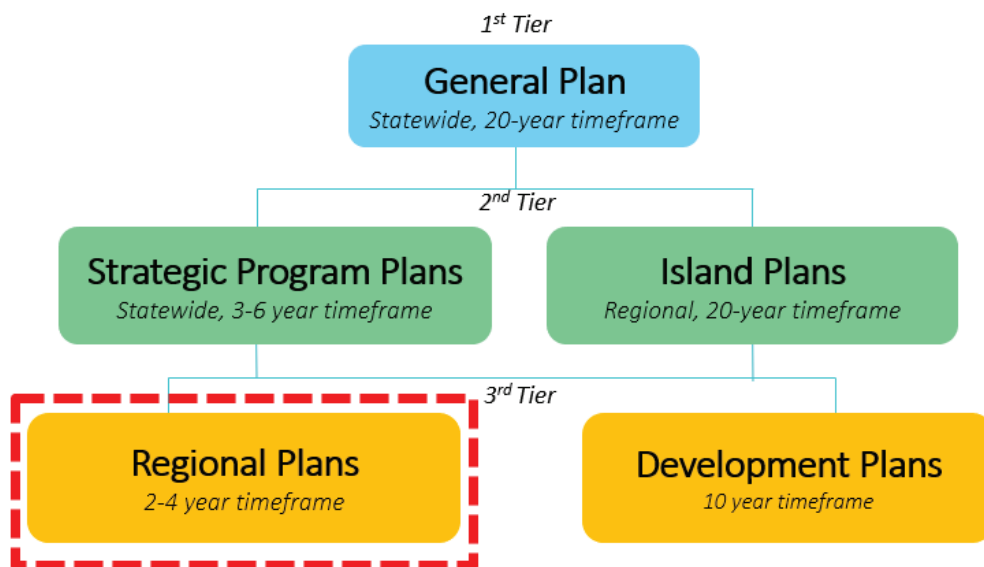 1st Tier
General Plan
Statewide, 20-year timeframe
2nd Tier
Strategic Program Plans
Statewide, 3-6 year timeframe
Island Plans
Regional, 20-year timeframe
3rd Tier
Regional Plans
2-4 year timeframe
Development Plans
10 year timeframe